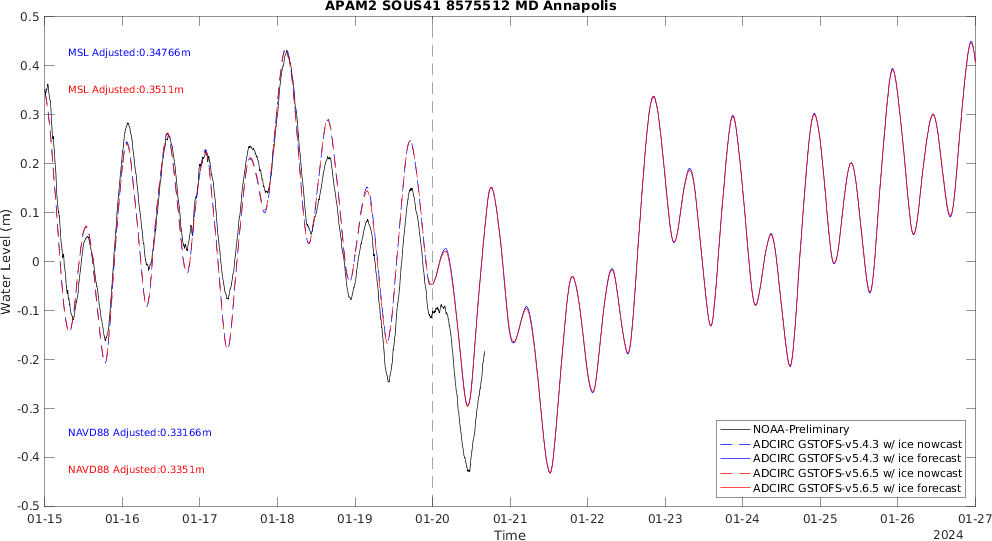 APAM2 SOUS41 8575512 MD Annapolis
0.5
0.4
0.3
0.2
0.1
0
-0.1
-0.2
-0.3
-0.4
-0.5
Water Level (m)
MSL Adjusted:0.34766m
MSL Adjusted:0.3511m
NAVD88 Adjusted:0.33166m
NAVD88 Adjusted:0.3351m
NOAA-Preliminary
ADCIRC GSTOFS-v5.4.3 w/ ice nowcast
ADCIRC GSTOFS-v5.4.3 w/ ice forecast
ADCIRC GSTOFS-v5.6.5 w/ ice nowcast
ADCIRC GSTOFS-v5.6.5 w/ ice forecast
01-15 01-16 01-17 01-18 01-19 01-20 01-21 01-22 01-23 01-24 01-25 01-26 01-27
Time
2024